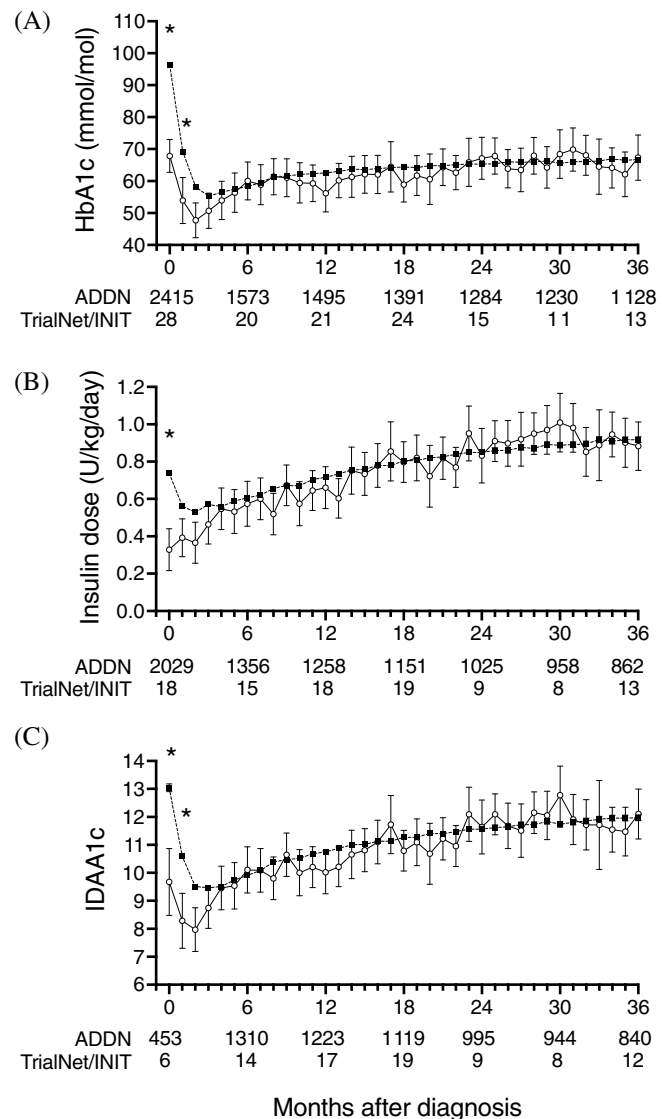 (A)
HbA1c (mmol/mol)
110
100
90
80
70
60
50
40
*
*
0 6 12 18 24 30 36
ADDN 2415 1573 1495 1391 1284 1230 1 128
TrialNet/INIT 28 20 21 24 15 11 13
(B)
Insulin dose (U/kg/day)
1.2
1.0
0.8
0.6
0.4
0.2
0.0
*
0 6 12 18 24 30 36
ADDN 2029 1356 1258 1151 1025 958 862
TrialNet/INIT 18 15 18 19 9 8 13
(C)
IDAA1c
14
13
12
11
10
9
8
7
6
*
*
0 6 12 18 24 30 36
ADDN 453 1310 1223 1119 995 944 840
TrialNet/INIT 6 14 17 19 9 8 12
Months after diagnosis